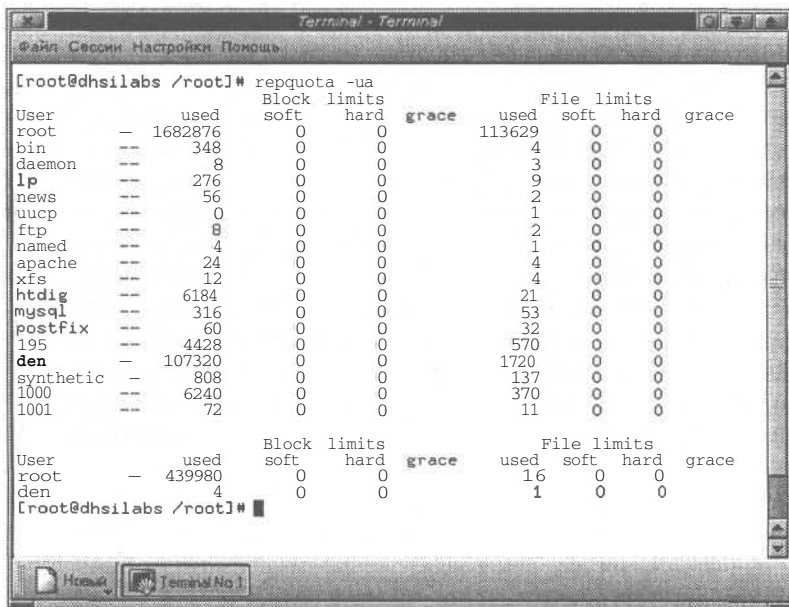 Terminal - Terminal
Файл Сессии Настройки Помощь
[root@dhsilabs /root]# repquota -ua
Block limits File limits
User used soft hard grace used soft hard grace
root — 1682876 0 0 113629 0 0
bin -- 348 0 0 4 0 0
daemon -- 8 0 0 3 0 0
lp -- 276 0 0 9 0 0
news -- 56 0 0 2 0 0
uucp -- 0 0 0 1 0 0
ftp -- 8 0 0 2 0 0
named -- 4 0 0 1 0 0
apache -- 24 0 0 4 0 0
xfs -- 12 0 0 4 0 0
htdig -- 6184 0 0 21 0 0
mysql -- 316 0 0 53 0 0
postfix -- 60 0 0 32 0 0
195 -- 4428 0 0 570 0 0
den — 107320 0 0 1720 0 0
synthetic — 808 0 0 137 0 0
1000 -- 6240 0 0 370 0 0
1001 -- 72 0 0 11 0 0
Block limits File limits
User used soft hard grace used soft hard grace
root — 439980 0 0 16 0 0
den 4 0 0 1 0 0
[root@dhsilabs /root]#
Новый Terminal No 1